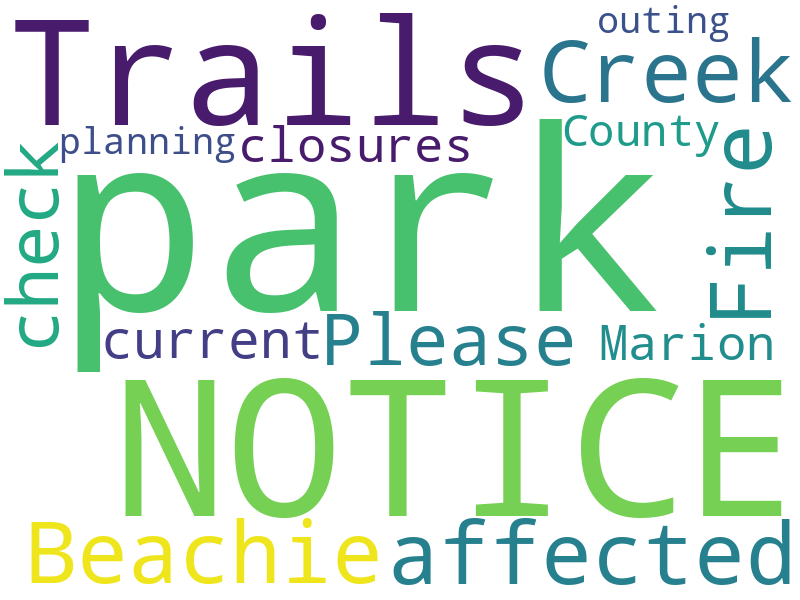 outing
Trails
Creek
County
planning
closures
check
park
Fire
current
Please
Marion
NOTICE
Beachie
affected